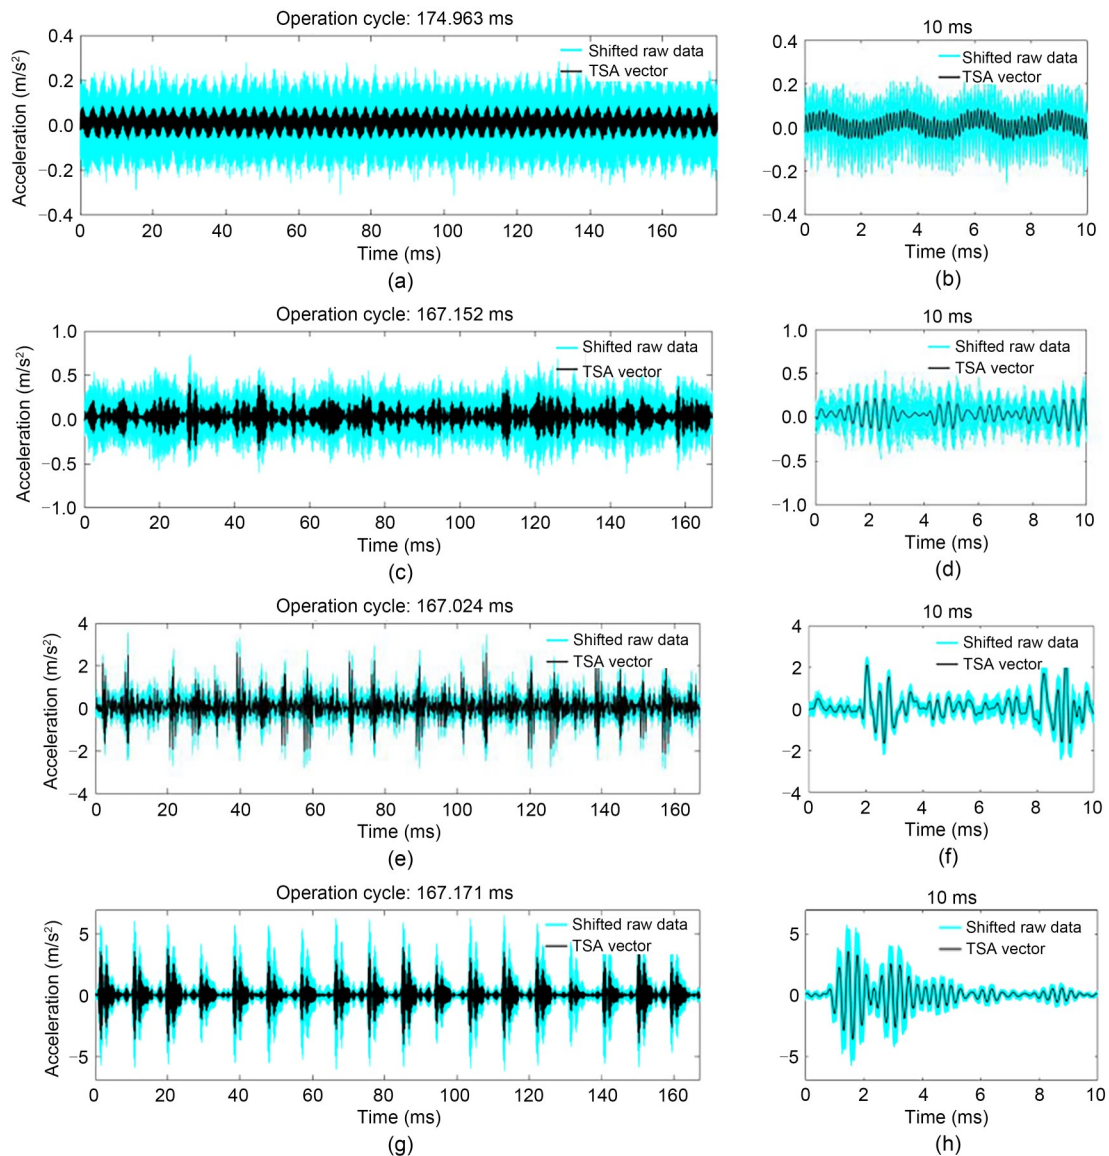 Operation cycle: 174.963 ms
Acceleration (m/s²)
0.4
0.2
0.0
−0.2
−0.4
Shifted raw data
TSA vector
0 20 40 60 80 100 120 140 160
Time (ms)
(a)
10 ms
0.4
0.2
0.0
−0.2
−0.4
Shifted raw data
TSA vector
0 2 4 6 8 10
Time (ms)
(b)
Operation cycle: 167.152 ms
Acceleration (m/s²)
1.0
0.5
0.0
−0.5
−1.0
Shifted raw data
TSA vector
0 20 40 60 80 100 120 140 160
Time (ms)
(c)
10 ms
1.0
0.5
0.0
−0.5
−1.0
Shifted raw data
TSA vector
0 2 4 6 8 10
Time (ms)
(d)
Operation cycle: 167.024 ms
Acceleration (m/s²)
4
2
0
−2
−4
Shifted raw data
TSA vector
0 20 40 60 80 100 120 140 160
Time (ms)
(e)
10 ms
4
2
0
−2
−4
Shifted raw data
TSA vector
0 2 4 6 8 10
Time (ms)
(f)
Operation cycle: 167.171 ms
Acceleration (m/s²)
5
0
−5
Shifted raw data
TSA vector
0 20 40 60 80 100 120 140 160
Time (ms)
(g)
10 ms
5
0
−5
Shifted raw data
TSA vector
0 2 4 6 8 10
Time (ms)
(h)